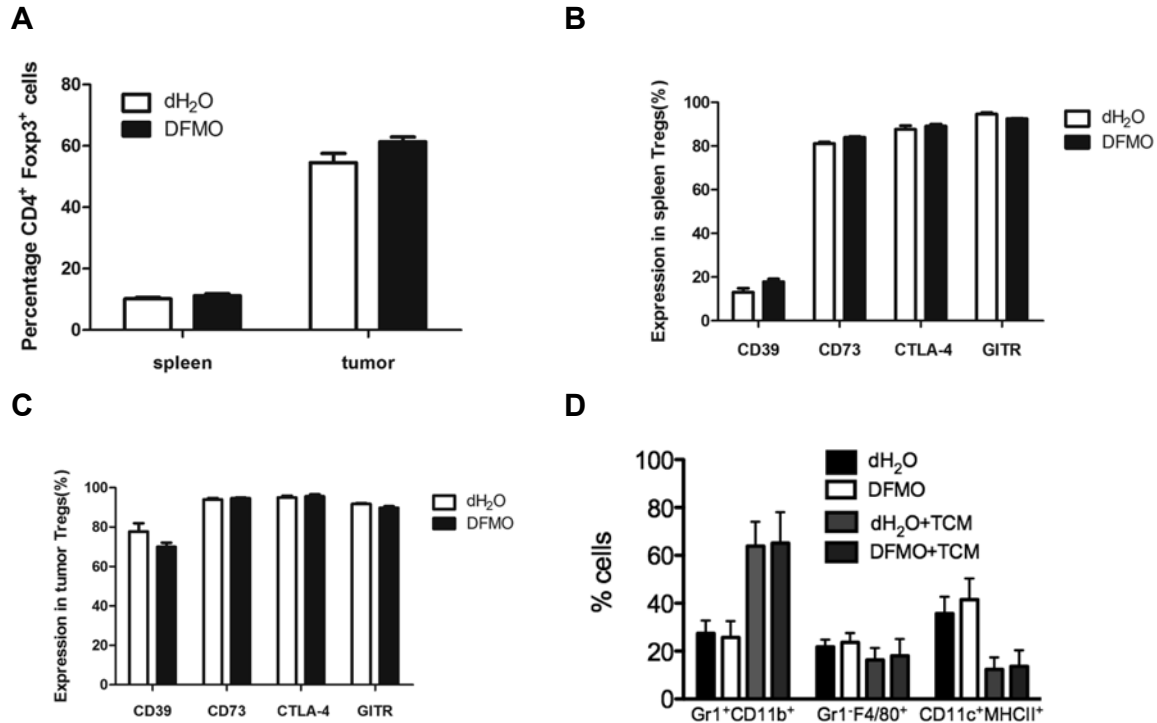 A
Percentage CD4⁺ Foxp3⁺ cells
80
60
40
20
0
dH₂O
DFMO
spleen
tumor
B
Expression in spleen Tregs(%)
100
80
60
40
20
0
dH₂O
DFMO
CD39
CD73
CTLA-4
GITR
C
Expression in tumor Tregs(%)
100
80
60
40
20
0
dH₂O
DFMO
CD39
CD73
CTLA-4
GITR
D
% cells
100
80
60
40
20
0
dH₂O
DFMO
dH₂O+TCM
DFMO+TCM
Gr1⁺CD11b⁺
Gr1⁻F4/80⁺
CD11c⁺MHCII⁺